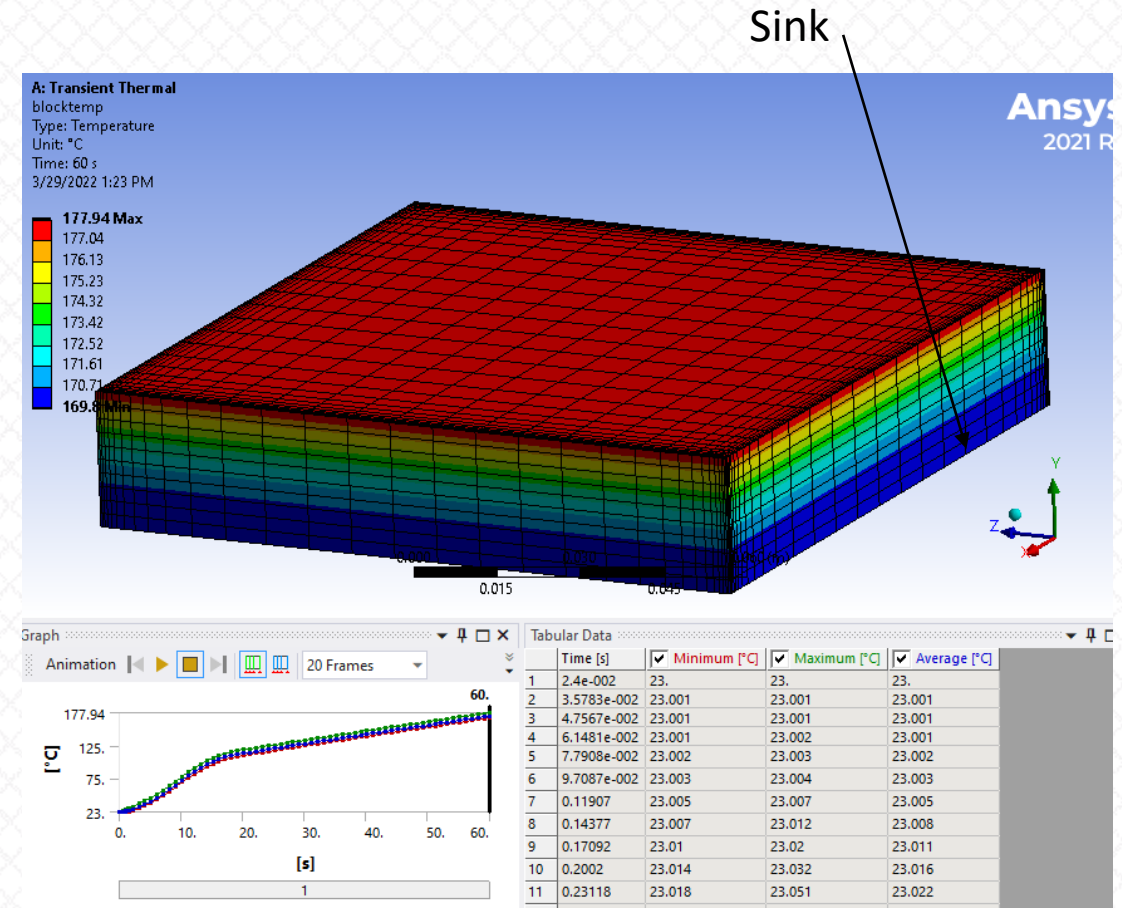 Sink
A: Transient Thermal
blocktemp
Type: Temperature
Unit: °C
Time: 60 s
3/29/2022 1:23 PM
Ansys
2021 R
177.94 Max
177.04
176.13
175.23
174.32
173.42
172.52
171.61
170.71
169.8 Min
Y
Z
X
0.000
0.015
0.045
Graph
Animation
20 Frames
60.
177.94
125.
75.
23.
[°C]
0. 10. 20. 30. 40. 50. 60.
[s]
1
Tabular Data
Time [s] Minimum [°C] Maximum [°C] Average [°C]
1 2.4e-002 23. 23. 23.
2 3.5783e-002 23.001 23.001 23.001
3 4.7567e-002 23.001 23.001 23.001
4 6.1481e-002 23.001 23.002 23.001
5 7.7908e-002 23.002 23.003 23.002
6 9.7087e-002 23.003 23.004 23.003
7 0.11907 23.005 23.007 23.005
8 0.14377 23.007 23.012 23.008
9 0.17092 23.01 23.02 23.011
10 0.2002 23.014 23.032 23.016
11 0.23118 23.018 23.051 23.022